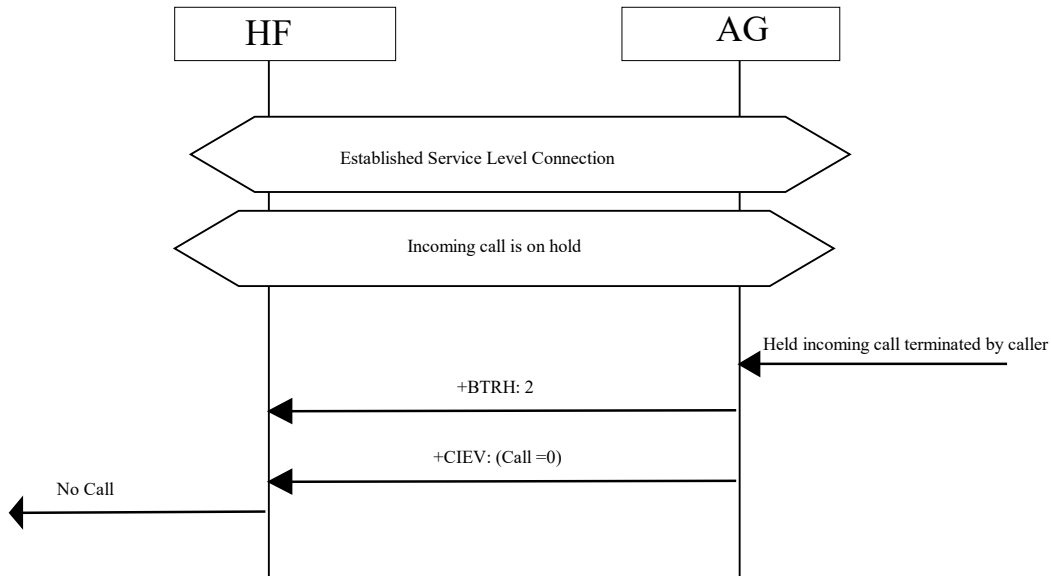 HF
AG
Established Service Level Connection
Incoming call is on hold
Held incoming call terminated by caller
+BTRH: 2
+CIEV: (Call =0)
No Call